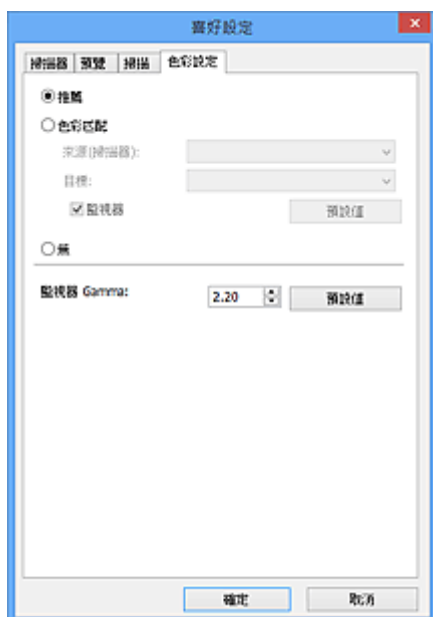 喜好設定
掃描器 預覽 掃描 色彩設定
推薦
色彩匹配
來源(掃描器):
目標:
監視器 預設值
無
監視器 Gamma: 2.20 預設值
確定 取消